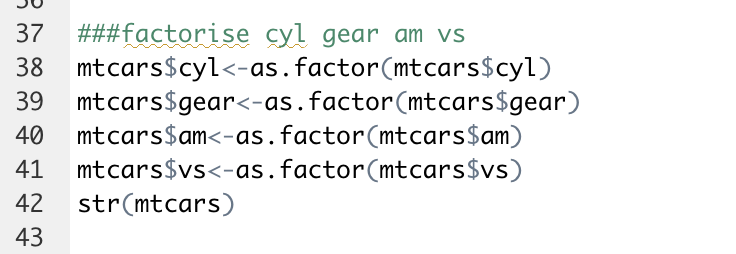 36
37 ###factorise cyl gear am vs
38 mtcars$cyl<-as.factor(mtcars$cyl)
39 mtcars$gear<-as.factor(mtcars$gear)
40 mtcars$am<-as.factor(mtcars$am)
41 mtcars$vs<-as.factor(mtcars$vs)
42 str(mtcars)
43